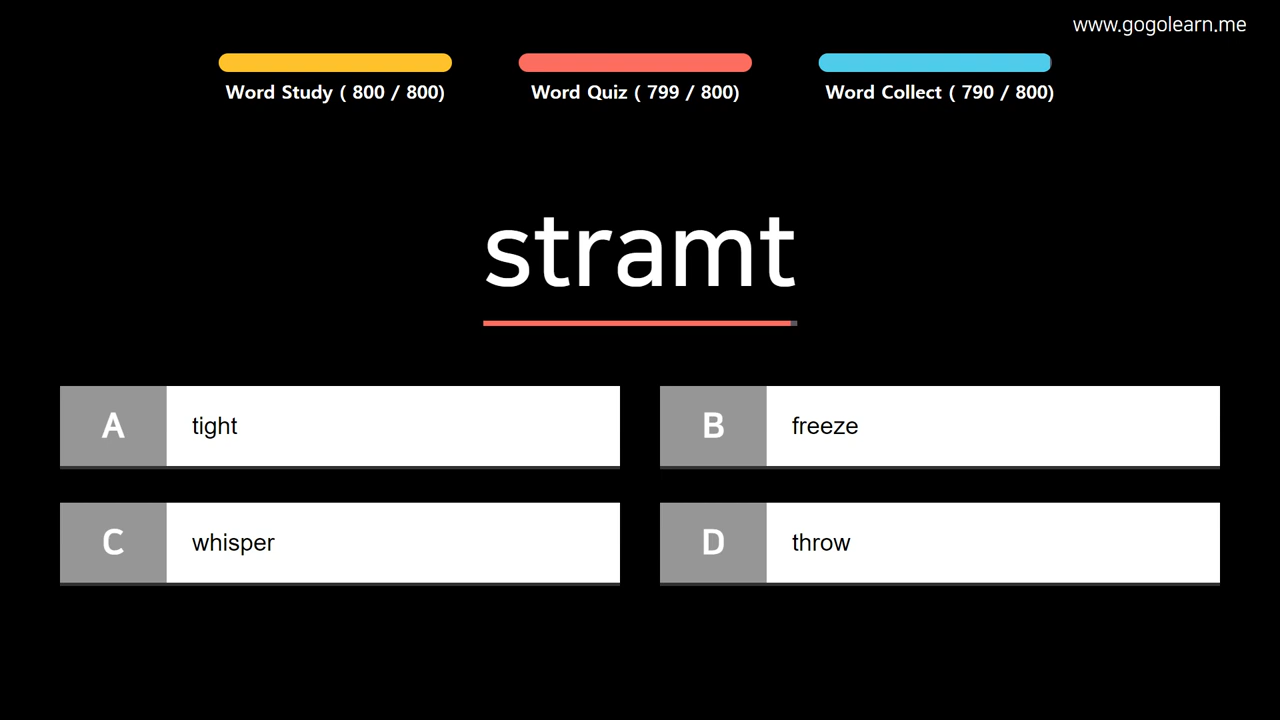 www.gogolearn.me
Word Study ( 800 / 800)
Word Quiz ( 799 / 800)
Word Collect ( 790 / 800)
stramt
A tight
B freeze
C whisper
D throw